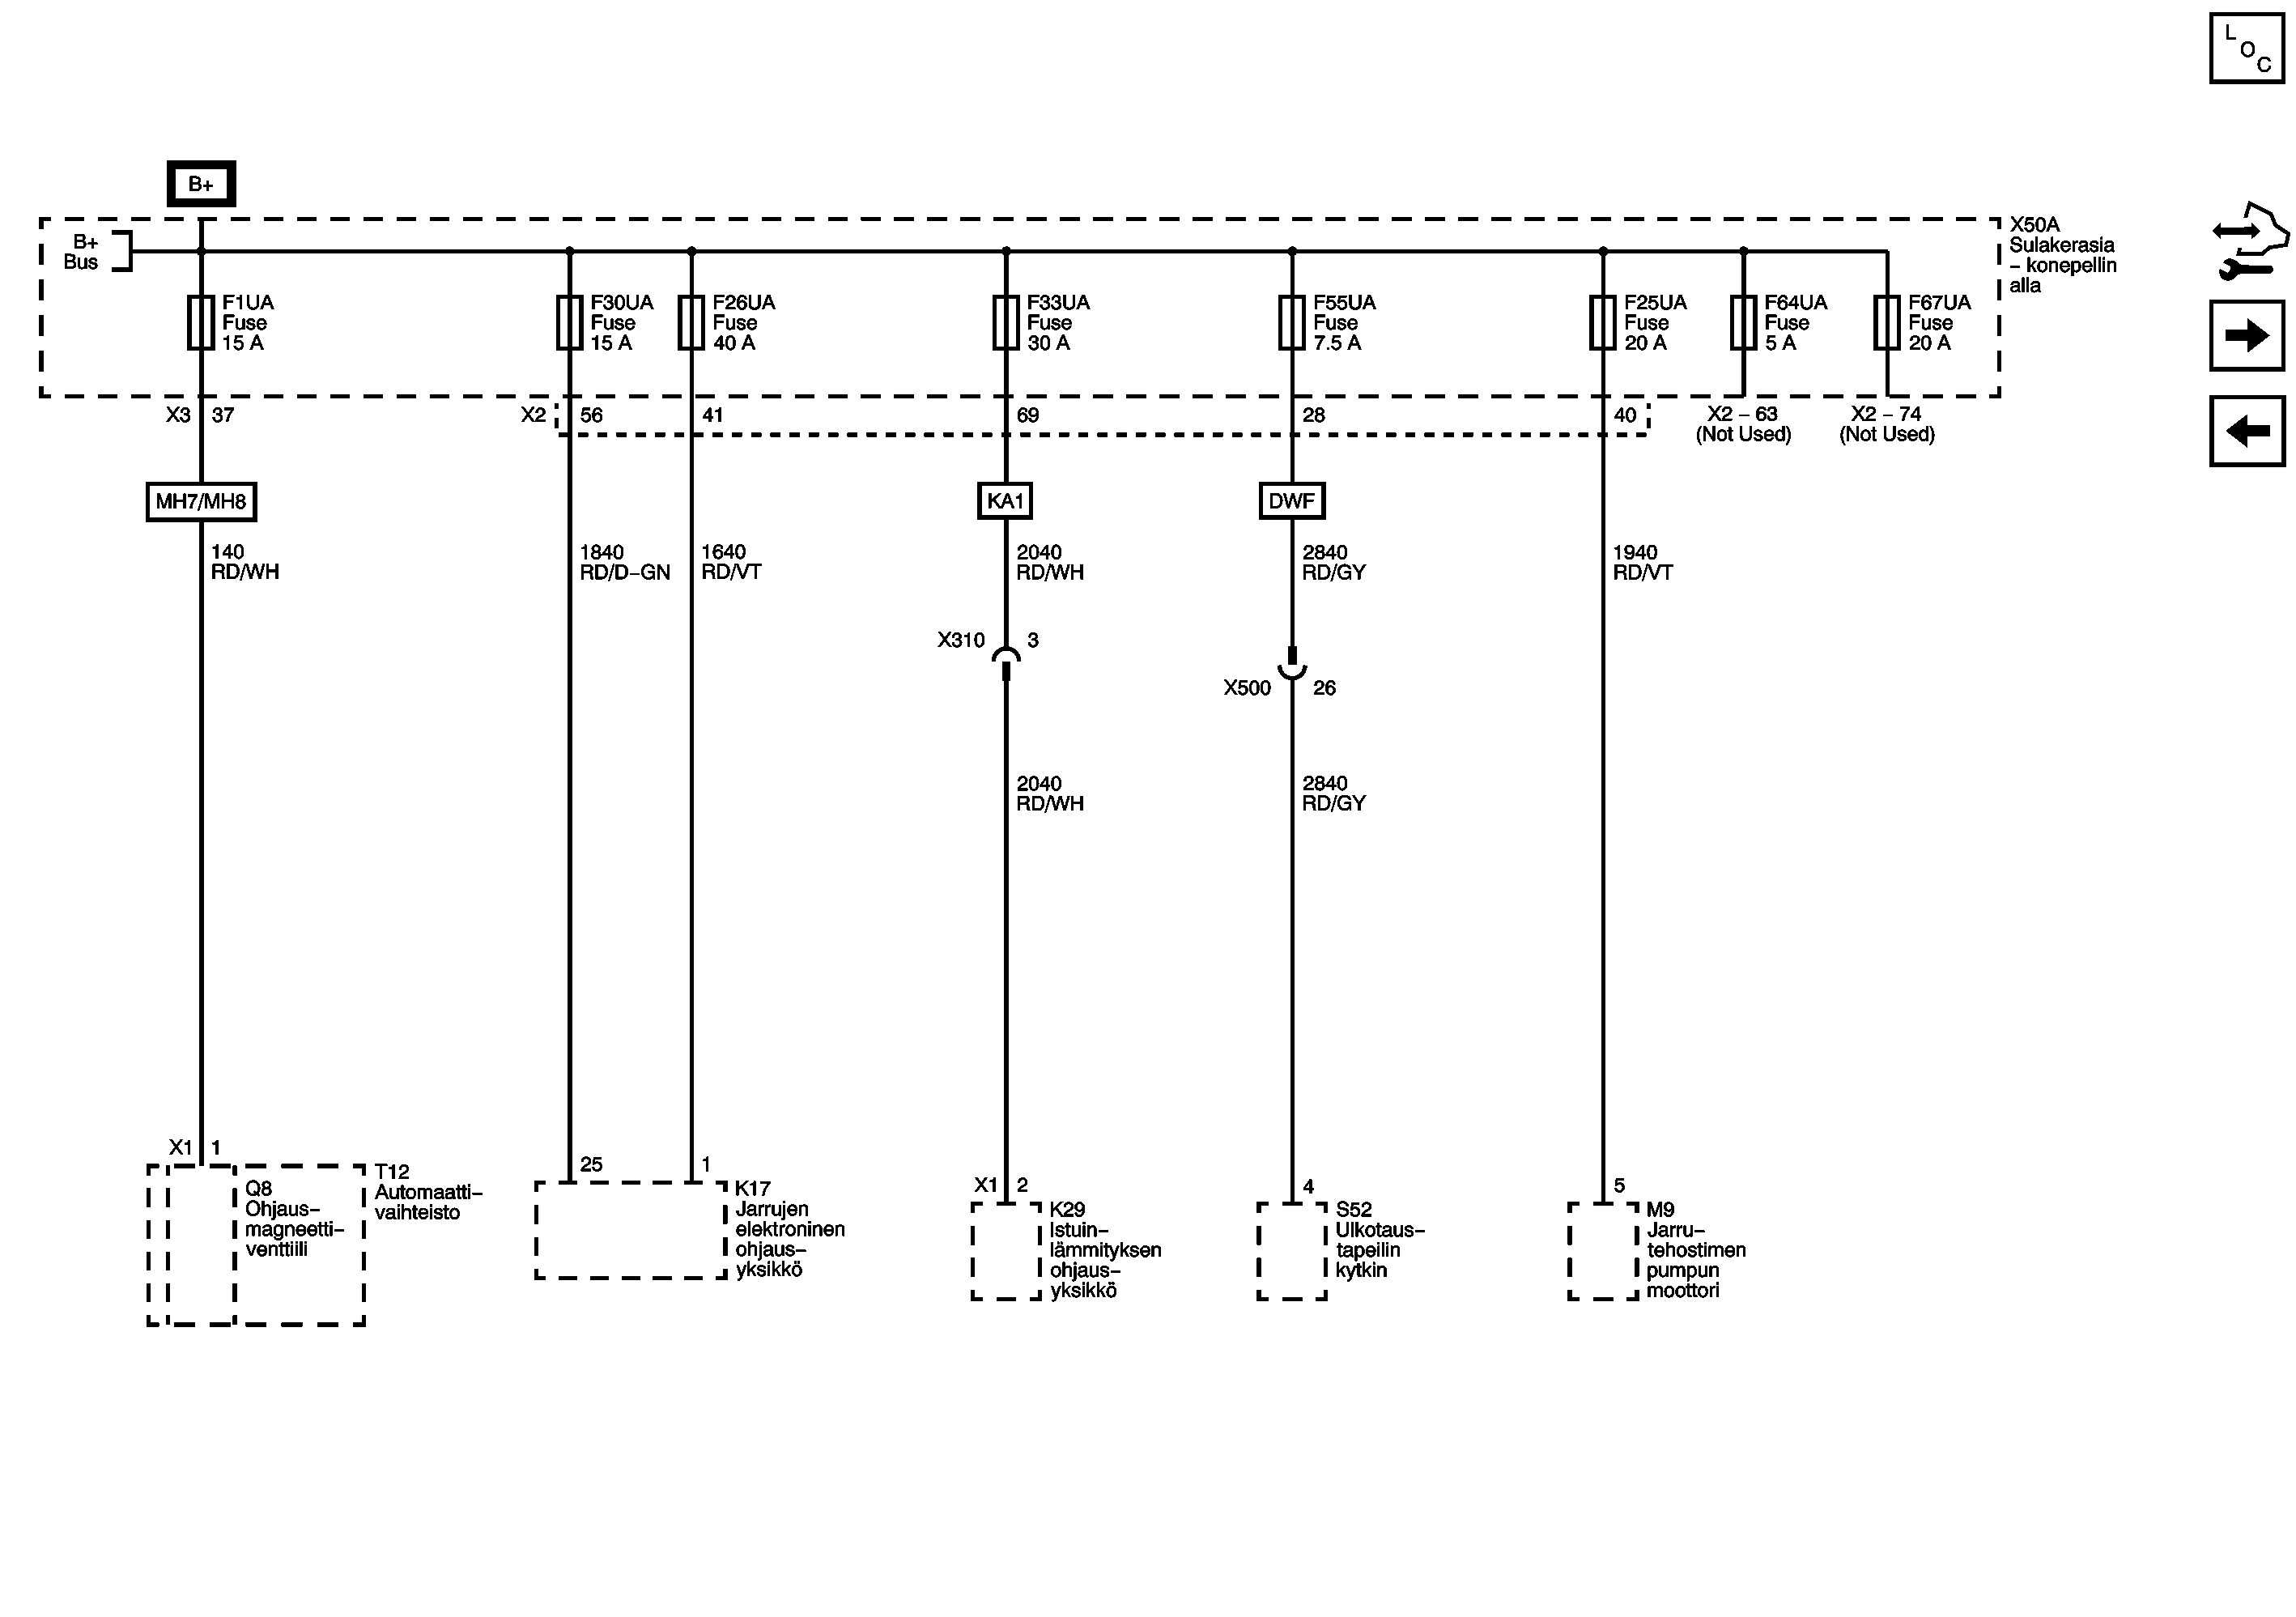 L
O
C
B+
B+
Bus
X50A
Sulakerasia
– konepellin
alla
F1UA
Fuse
15 A
F30UA
Fuse
15 A
F26UA
Fuse
40 A
F33UA
Fuse
30 A
F55UA
Fuse
7.5 A
F25UA
Fuse
20 A
F64UA
Fuse
5 A
F67UA
Fuse
20 A
X3 37
X2 56
41
69
28
40
X2 – 63
(Not Used)
X2 – 74
(Not Used)
MH7/MH8
KA1
DWF
140
RD/WH
1840
RD/D–GN
1640
RD/VT
2040
RD/WH
2840
RD/GY
1940
RD/VT
X310 3
X500 26
2040
RD/WH
2840
RD/GY
X1 1
Q8
Ohjaus–
magneetti–
venttiili
T12
Automaatti–
vaihteisto
25
1
K17
Jarrujen
elektroninen
ohjaus–
yksikkö
X1 2
K29
Istuin–
lämmityksen
ohjaus–
yksikkö
4
S52
Ulkotaus–
tapeilin
kytkin
5
M9
Jarru–
tehostimen
pumpun
moottori